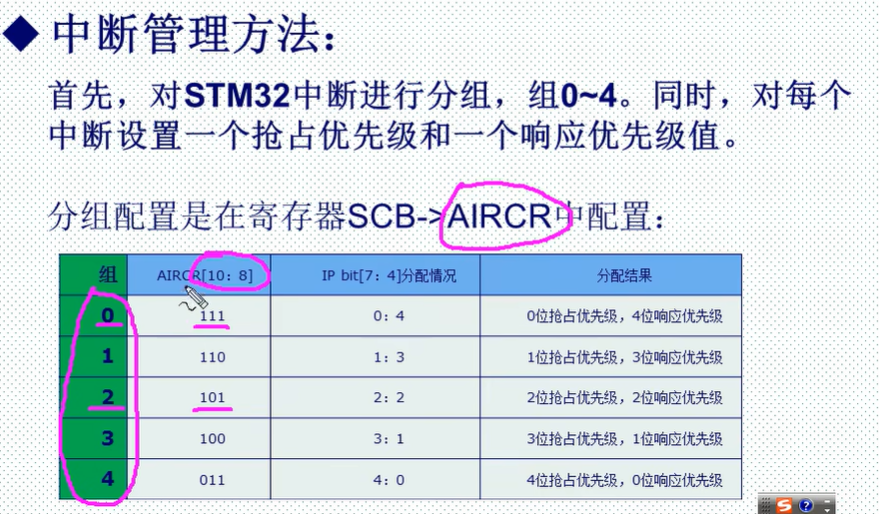 中断管理方法：
首先，对STM32中断进行分组，组0~4。同时，对每个
中断设置一个抢占优先级和一个响应优先级值。
分组配置是在寄存器SCB->AIRCR中配置：
组 AIRCR[10：8] IP bit[7：4]分配情况 分配结果
0 111 0：4 0位抢占优先级，4位响应优先级
1 110 1：3 1位抢占优先级，3位响应优先级
2 101 2：2 2位抢占优先级，2位响应优先级
3 100 3：1 3位抢占优先级，1位响应优先级
4 011 4：0 4位抢占优先级，0位响应优先级